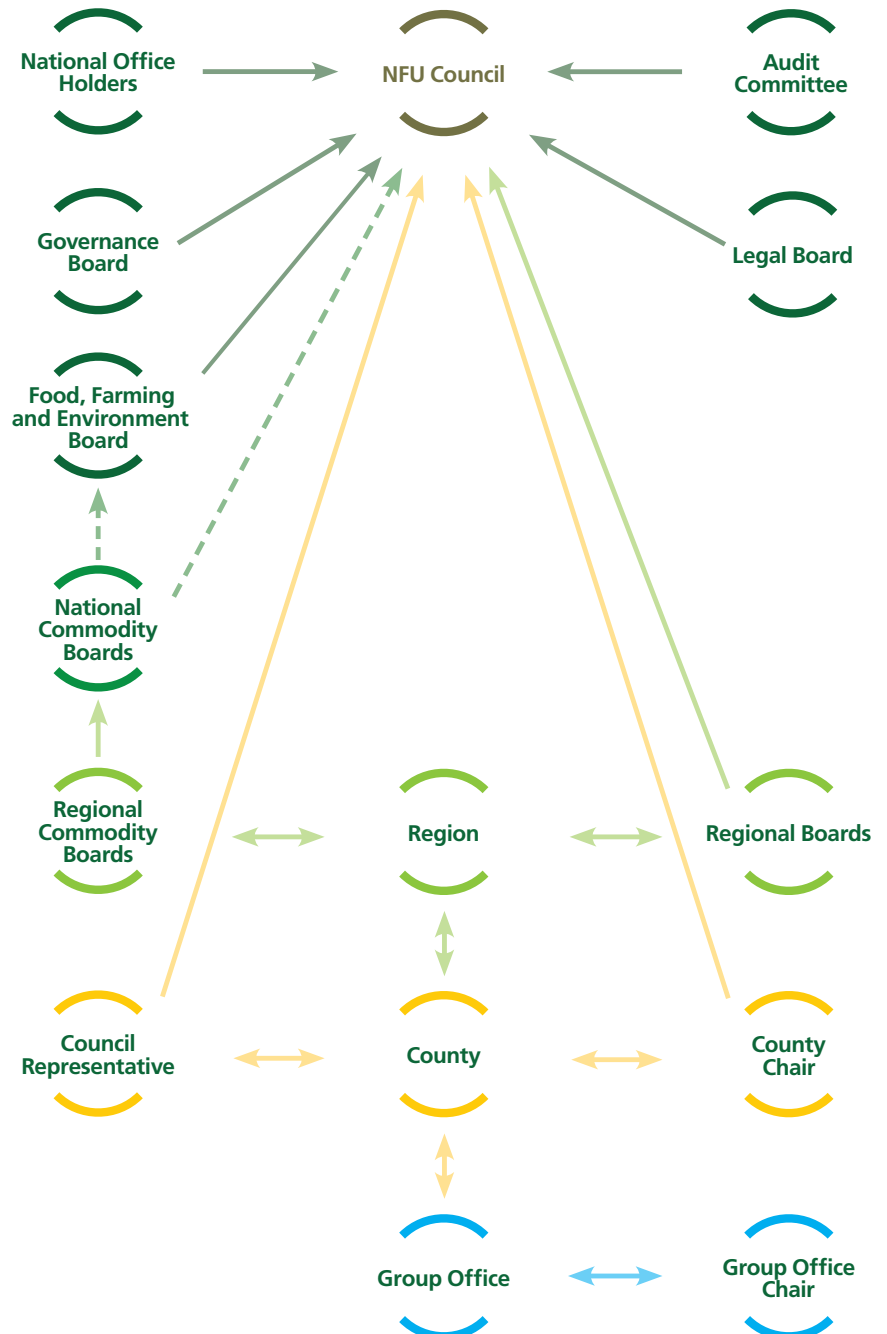 National Office
Holders
NFU Council
Audit
Committee
Governance
Board
Legal Board
Food, Farming
and Environment
Board
National
Commodity
Boards
Regional
Commodity
Boards
Region
Regional Boards
Council
Representative
County
County
Chair
Group Office
Group Office
Chair